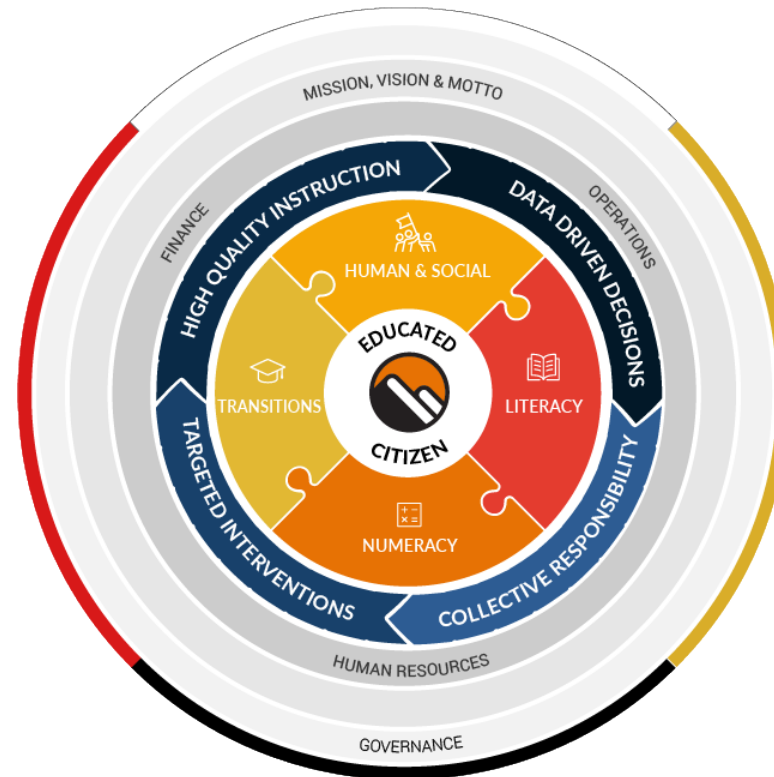 MISSION, VISION & MOTTO
FINANCE
OPERATIONS
HIGH QUALITY INSTRUCTION
DATA DRIVEN DECISIONS
HUMAN & SOCIAL
EDUCATED
CITIZEN
TRANSITIONS
LITERACY
NUMERACY
TARGETED INTERVENTIONS
COLLECTIVE RESPONSIBILITY
HUMAN RESOURCES
GOVERNANCE